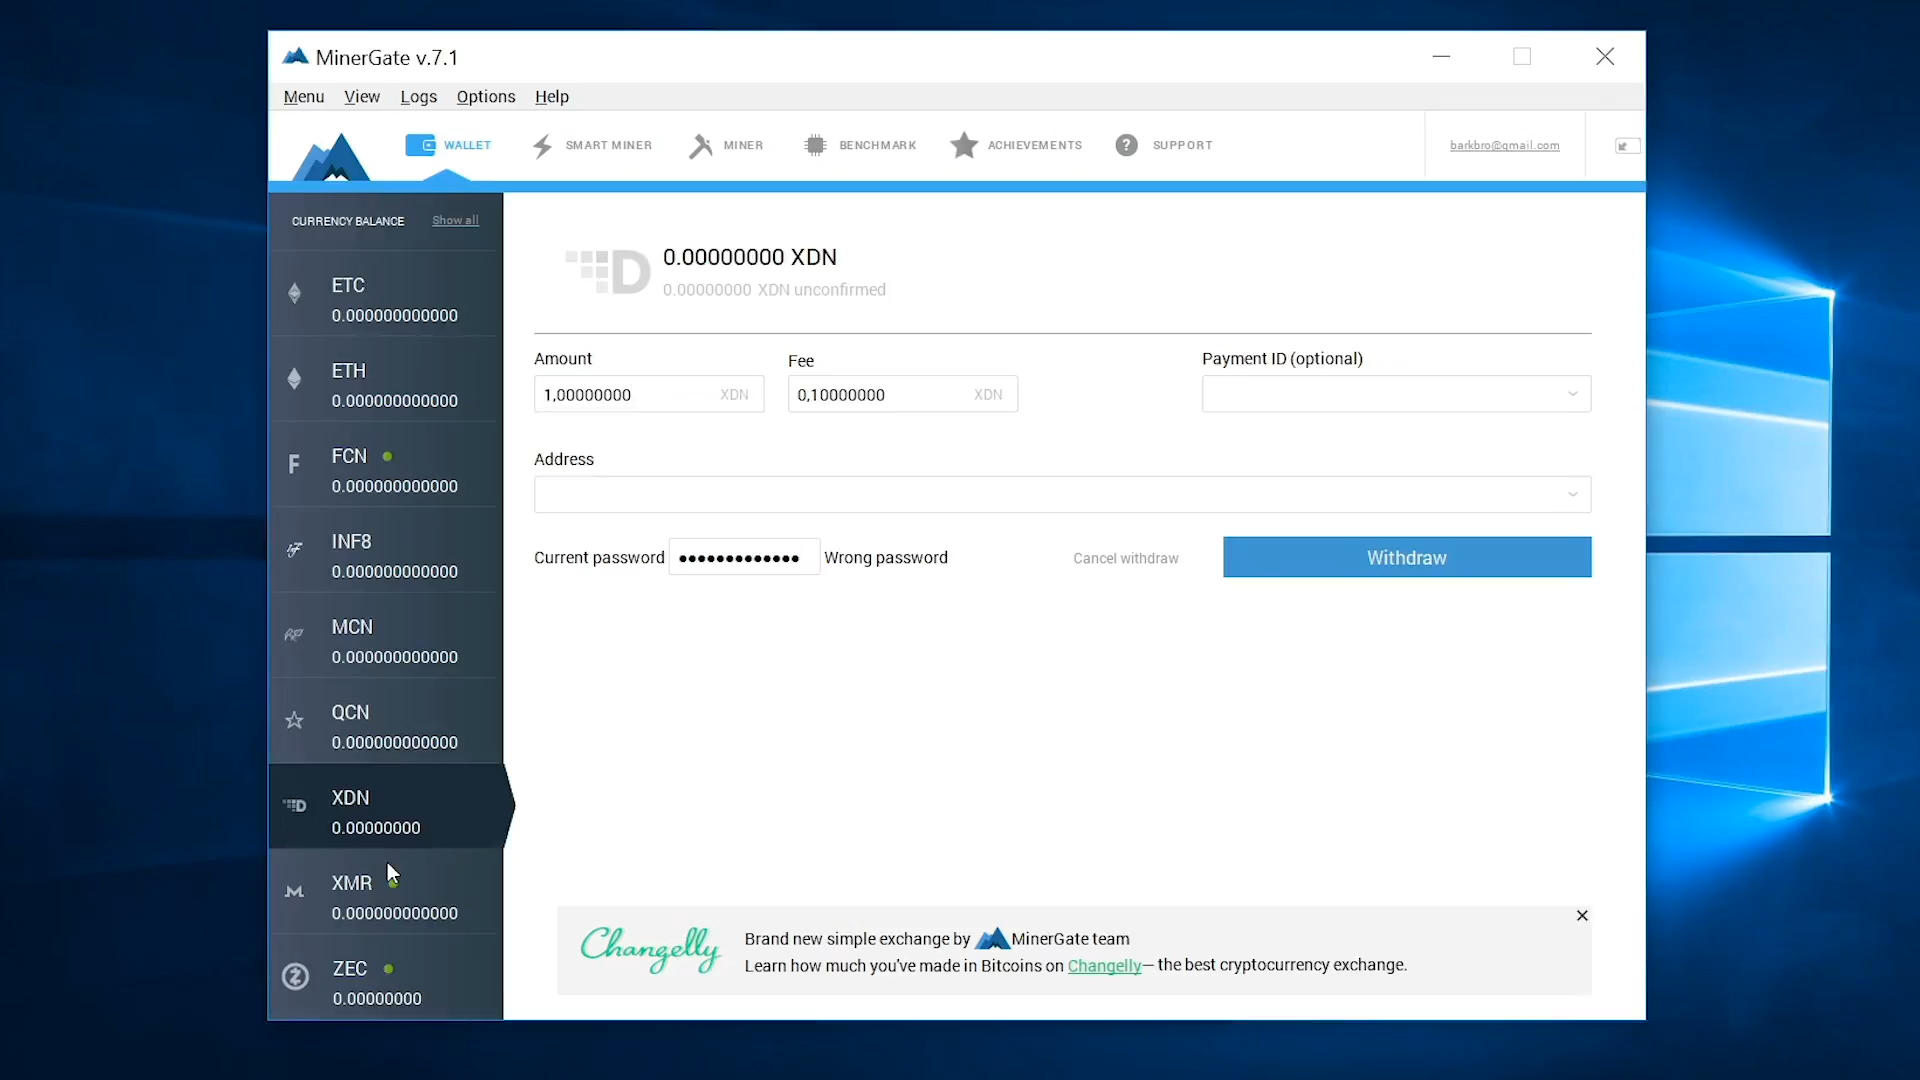 MinerGate v.7.1
Menu View Logs Options Help
WALLET SMART MINER MINER BENCHMARK ACHIEVEMENTS ? SUPPORT barkbro@gmail.com
CURRENCY BALANCE Show all
ETC
0.000000000000
ETH
0.000000000000
F FCN
0.000000000000
INF8
0.000000000000
MCN
0.000000000000
QCN
0.000000000000
D XDN
0.00000000
XMR
0.000000000000
ZEC
0.00000000
D 0.00000000 XDN
0.00000000 XDN unconfirmed
Amount Fee Payment ID (optional)
1,00000000 XDN 0,10000000 XDN
Address
Current password ●●●●●●●●●●●●● Wrong password Cancel withdraw Withdraw
Changelly
Brand new simple exchange by MinerGate team
Learn how much you've made in Bitcoins on Changelly— the best cryptocurrency exchange.